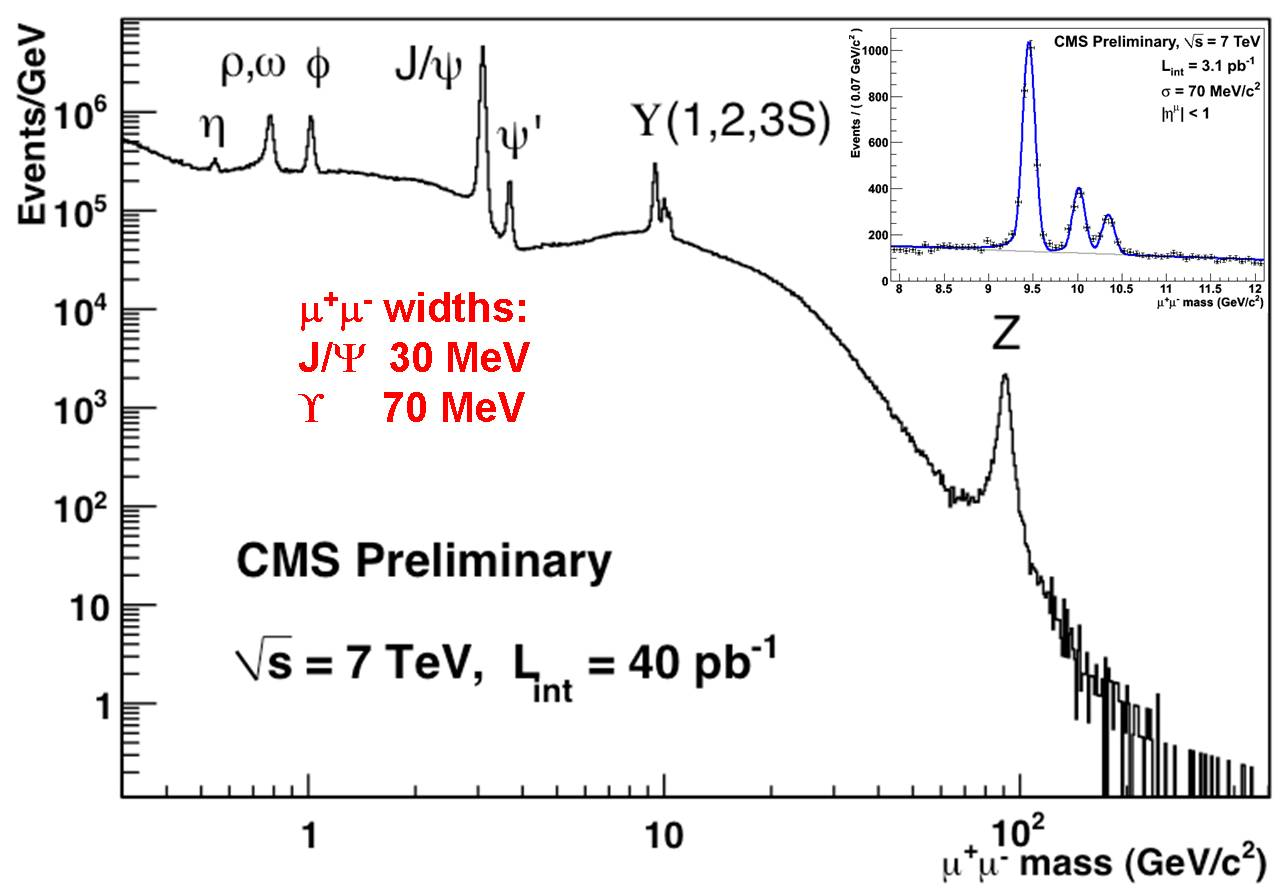 Events/GeV
10⁶
10⁵
10⁴
10³
10²
10
1
η
ρ,ω
ϕ
J/ψ
ψ'
Υ(1,2,3S)
Z
μ⁺μ⁻ widths:
J/Ψ 30 MeV
ϒ 70 MeV
CMS Preliminary
√s = 7 TeV, L_int = 40 pb⁻¹
1
10
10²
μ⁺μ⁻ mass (GeV/c²)
Events / ( 0.07 GeV/c² )
1000
800
600
400
200
0
CMS Preliminary, √s = 7 TeV
L_int = 3.1 pb⁻¹
σ = 70 MeV/c²
|η^μ| < 1
8
8.5
9
9.5
10
10.5
11
11.5
12
μ⁺μ⁻ mass (GeV/c²)